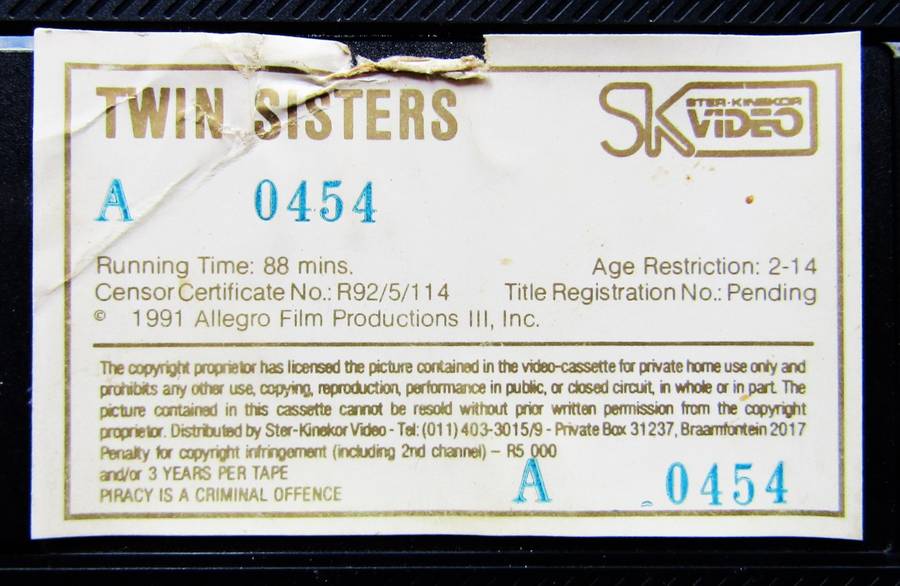 TWIN SISTERS
SK STER-KINEKOR VIDEO
A 0454
Running Time: 88 mins. Age Restriction: 2-14
Censor Certificate No.: R92/5/114 Title Registration No.: Pending
© 1991 Allegro Film Productions III, Inc.
The copyright proprietor has licensed the picture contained in the video-cassette for private home use only and
prohibits any other use, copying, reproduction, performance in public, or closed circuit, in whole or in part. The
picture contained in this cassette cannot be resold without prior written permission from the copyright
proprietor. Distributed by Ster-Kinekor Video - Tel: (011) 403-3015/9 - Private Box 31237, Braamfontein 2017
Penalty for copyright infringement (including 2nd channel) – R5 000
and/or 3 YEARS PER TAPE
PIRACY IS A CRIMINAL OFFENCE
A 0454